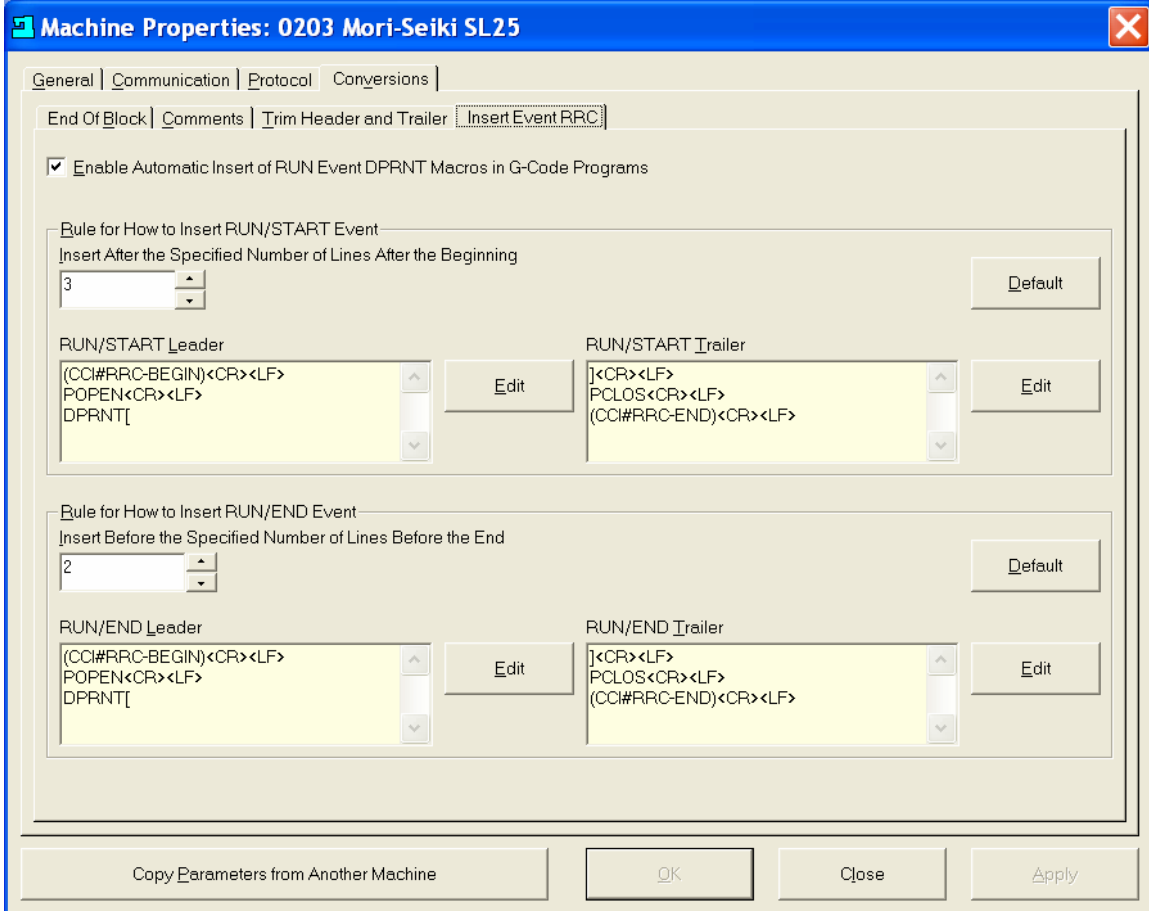 Machine Properties: 0203 Mori-Seiki SL25
General Communication Protocol Conversions
End Of Block Comments Trim Header and Trailer Insert Event RRC
Enable Automatic Insert of RUN Event DPRNT Macros in G-Code Programs
Rule for How to Insert RUN/START Event
Insert After the Specified Number of Lines After the Beginning
3
Default
RUN/START Leader
RUN/START Trailer
(CCI#RRC-BEGIN)<CR><LF>
POPEN<CR><LF>
DPRNT[
Edit
]<CR><LF>
PCLOS<CR><LF>
(CCI#RRC-END)<CR><LF>
Edit
Rule for How to Insert RUN/END Event
Insert Before the Specified Number of Lines Before the End
2
Default
RUN/END Leader
RUN/END Trailer
(CCI#RRC-BEGIN)<CR><LF>
POPEN<CR><LF>
DPRNT[
Edit
]<CR><LF>
PCLOS<CR><LF>
(CCI#RRC-END)<CR><LF>
Edit
Copy Parameters from Another Machine OK Close Apply